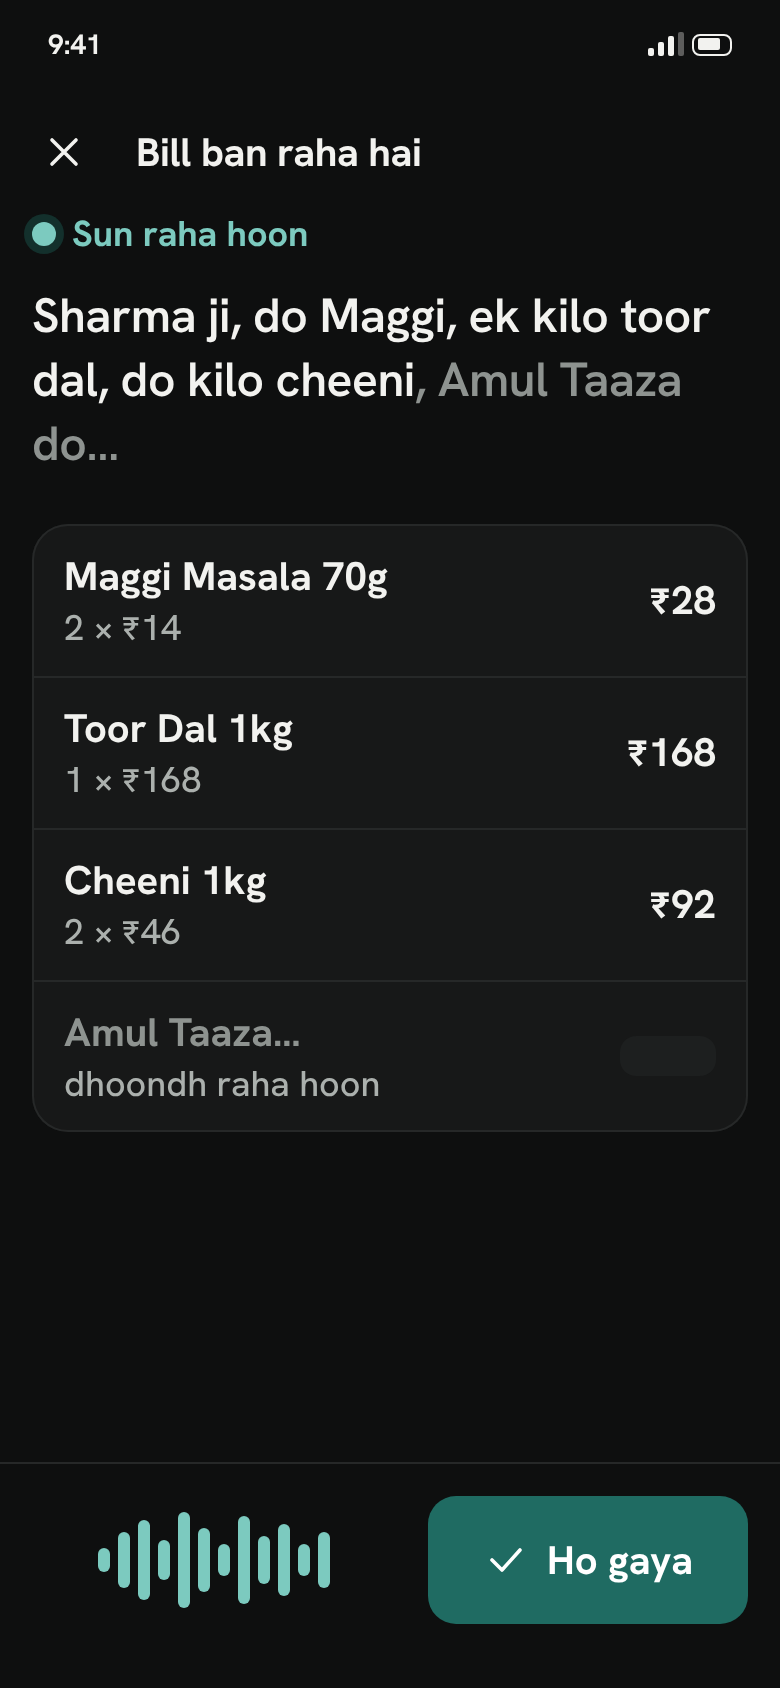 9:41
Bill ban raha hai
Sun raha hoon
Sharma ji, do Maggi, ek kilo toor
dal, do kilo cheeni, Amul Taaza
do...
Maggi Masala 70g
2 × ₹14
₹28
Toor Dal 1kg
1 × ₹168
₹168
Cheeni 1kg
2 × ₹46
₹92
Amul Taaza...
dhoondh raha hoon
Ho gaya